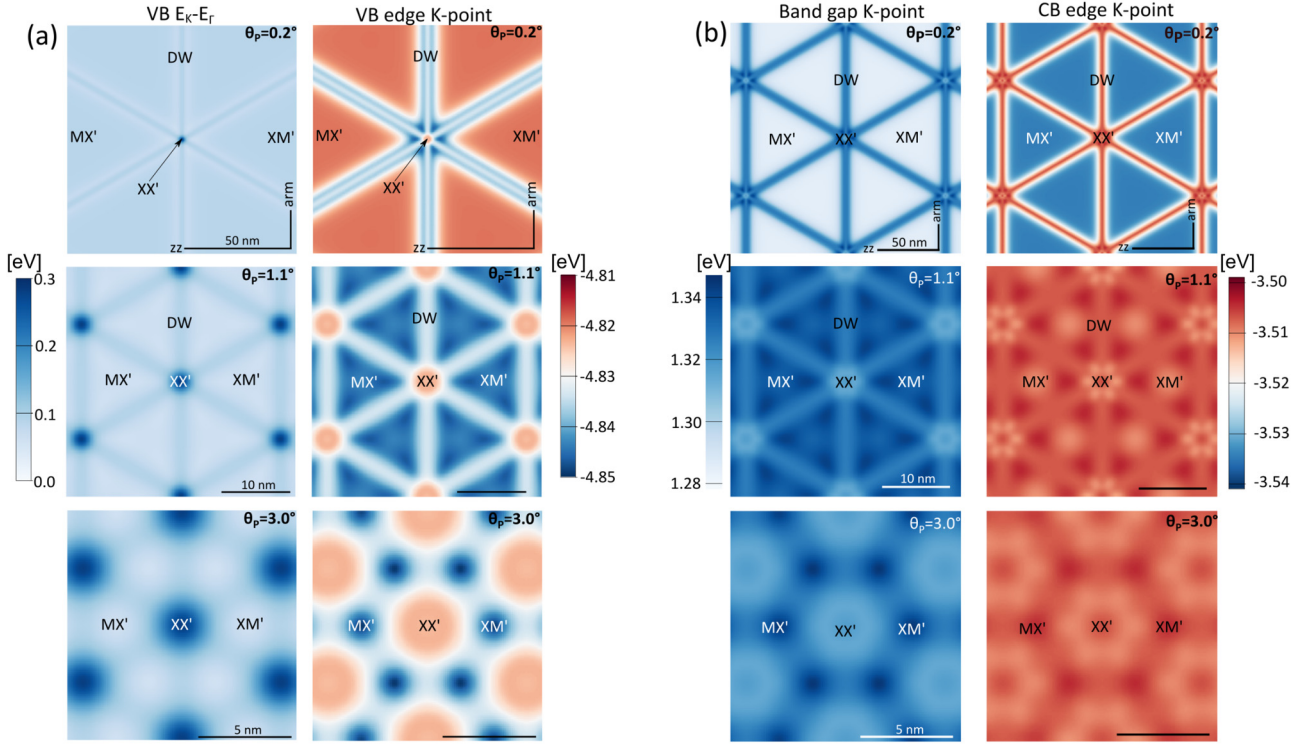 VB Eₖ-E_Γ VB edge K-point
(a)
θₚ=0.2° θₚ=0.2°
DW DW
MX' XM' MX' XM'
XX' XX'
arm arm
zz 50 nm zz
[eV] [eV]
θₚ=1.1° θₚ=1.1°
0.3
0.2
0.1
0.0
-4.81
-4.82
-4.83
-4.84
-4.85
DW DW
MX' XX' XM' MX' XX' XM'
10 nm
θₚ=3.0° θₚ=3.0°
MX' XX' XM' MX' XX' XM'
5 nm
Band gap K-point CB edge K-point
(b)
θₚ=0.2° θₚ=0.2°
DW DW
MX' XX' XM' MX' XX' XM'
arm arm
zz 50 nm zz
[eV] [eV]
θₚ=1.1° θₚ=1.1°
1.34
1.32
1.30
1.28
-3.50
-3.51
-3.52
-3.53
-3.54
DW DW
MX' XX' XM' MX' XX' XM'
10 nm
θₚ=3.0° θₚ=3.0°
MX' XX' XM' MX' XX' XM'
5 nm